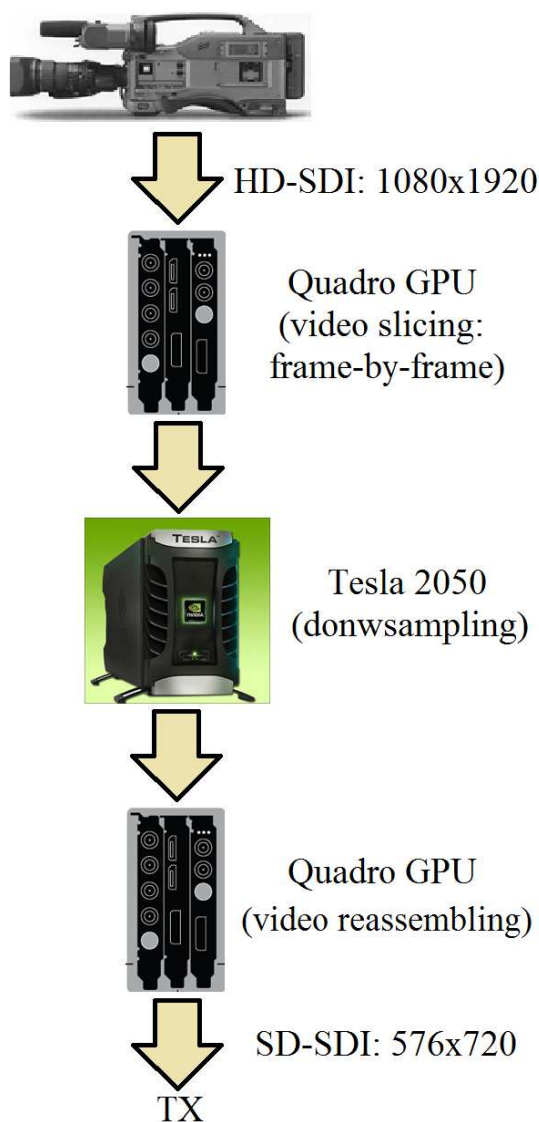 HD-SDI: 1080x1920
Quadro GPU
(video slicing:
frame-by-frame)
TESLA
NVIDIA
Tesla 2050
(donwsampling)
Quadro GPU
(video reassembling)
SD-SDI: 576x720
TX